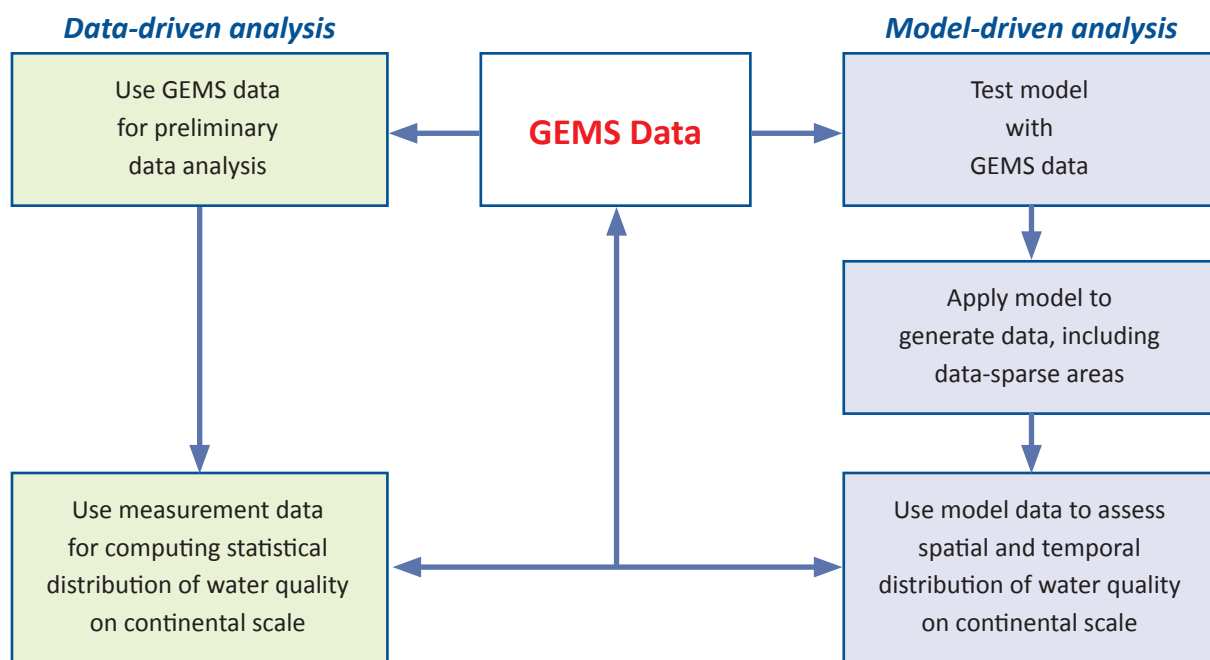 Data-driven analysis
Use GEMS data
for preliminary
data analysis
Use measurement data
for computing statistical
distribution of water quality
on continental scale
GEMS Data
Model-driven analysis
Test model
with
GEMS data
Apply model to
generate data, including
data-sparse areas
Use model data to assess
spatial and temporal
distribution of water quality
on continental scale